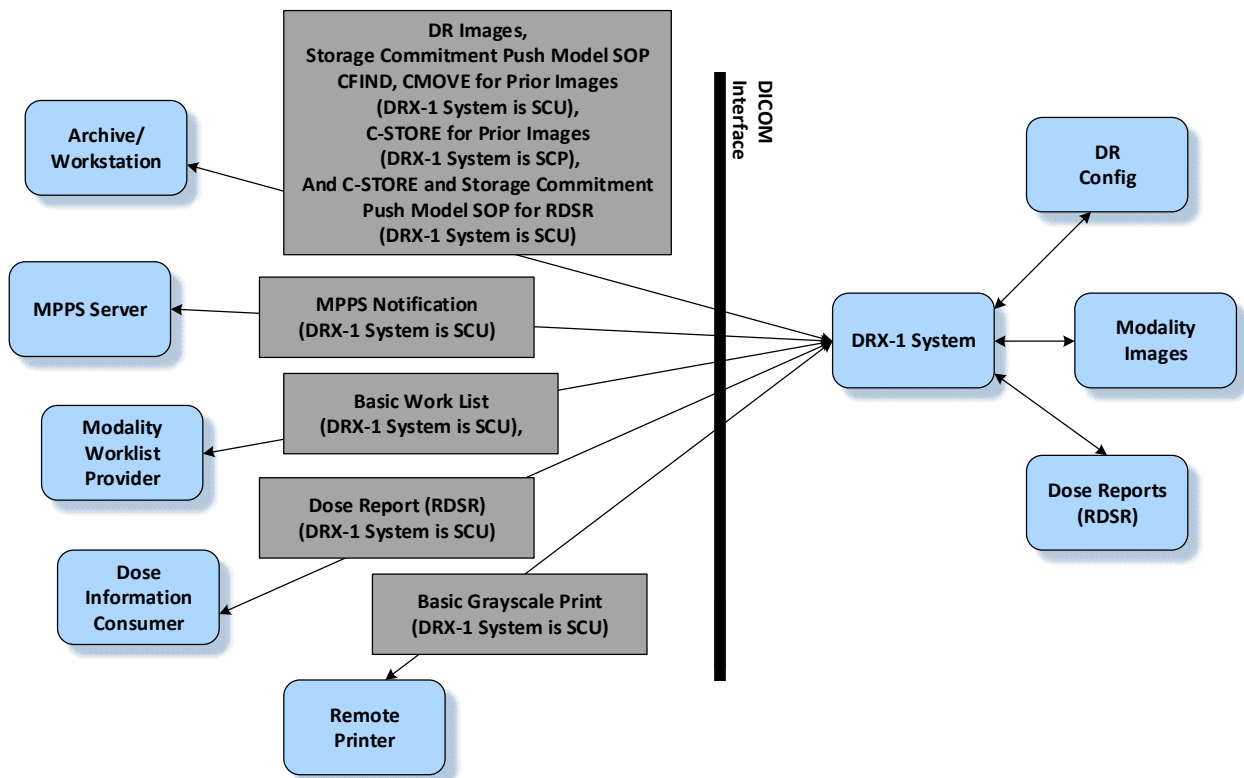 DR Images,
Storage Commitment Push Model SOP
CFIND, CMOVE for Prior Images
(DRX-1 System is SCU),
C-STORE for Prior Images
(DRX-1 System is SCP),
And C-STORE and Storage Commitment
Push Model SOP for RDSR
(DRX-1 System is SCU)
Archive/
Workstation
MPPS Server
MPPS Notification
(DRX-1 System is SCU)
Modality
Worklist
Provider
Basic Work List
(DRX-1 System is SCU),
Dose Report (RDSR)
(DRX-1 System is SCU)
Dose
Information
Consumer
Basic Grayscale Print
(DRX-1 System is SCU)
Remote
Printer
DICOM
Interface
DRX-1 System
DR
Config
Modality
Images
Dose Reports
(RDSR)